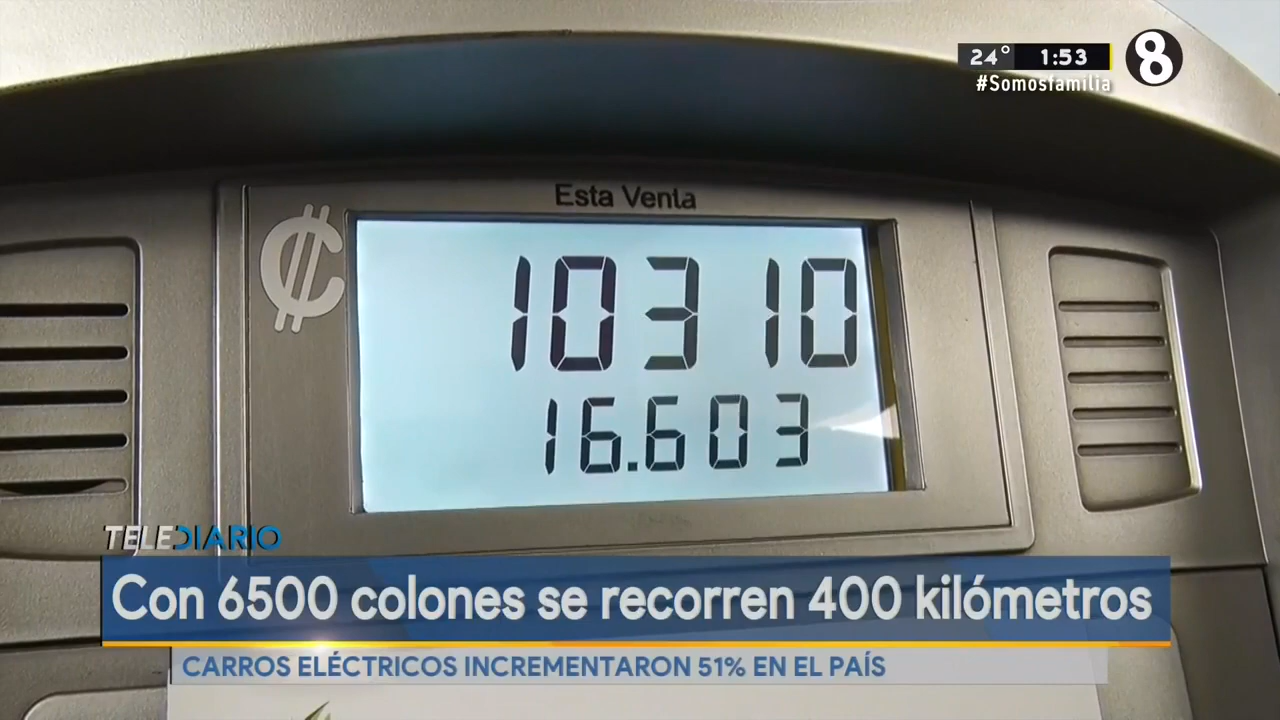 24° 1:53
8
#Somosfamilia
Esta Venta
₡
10310
16.603
TELEDIARIO
Con 6500 colones se recorren 400 kilómetros
CARROS ELÉCTRICOS INCREMENTARON 51% EN EL PAÍS